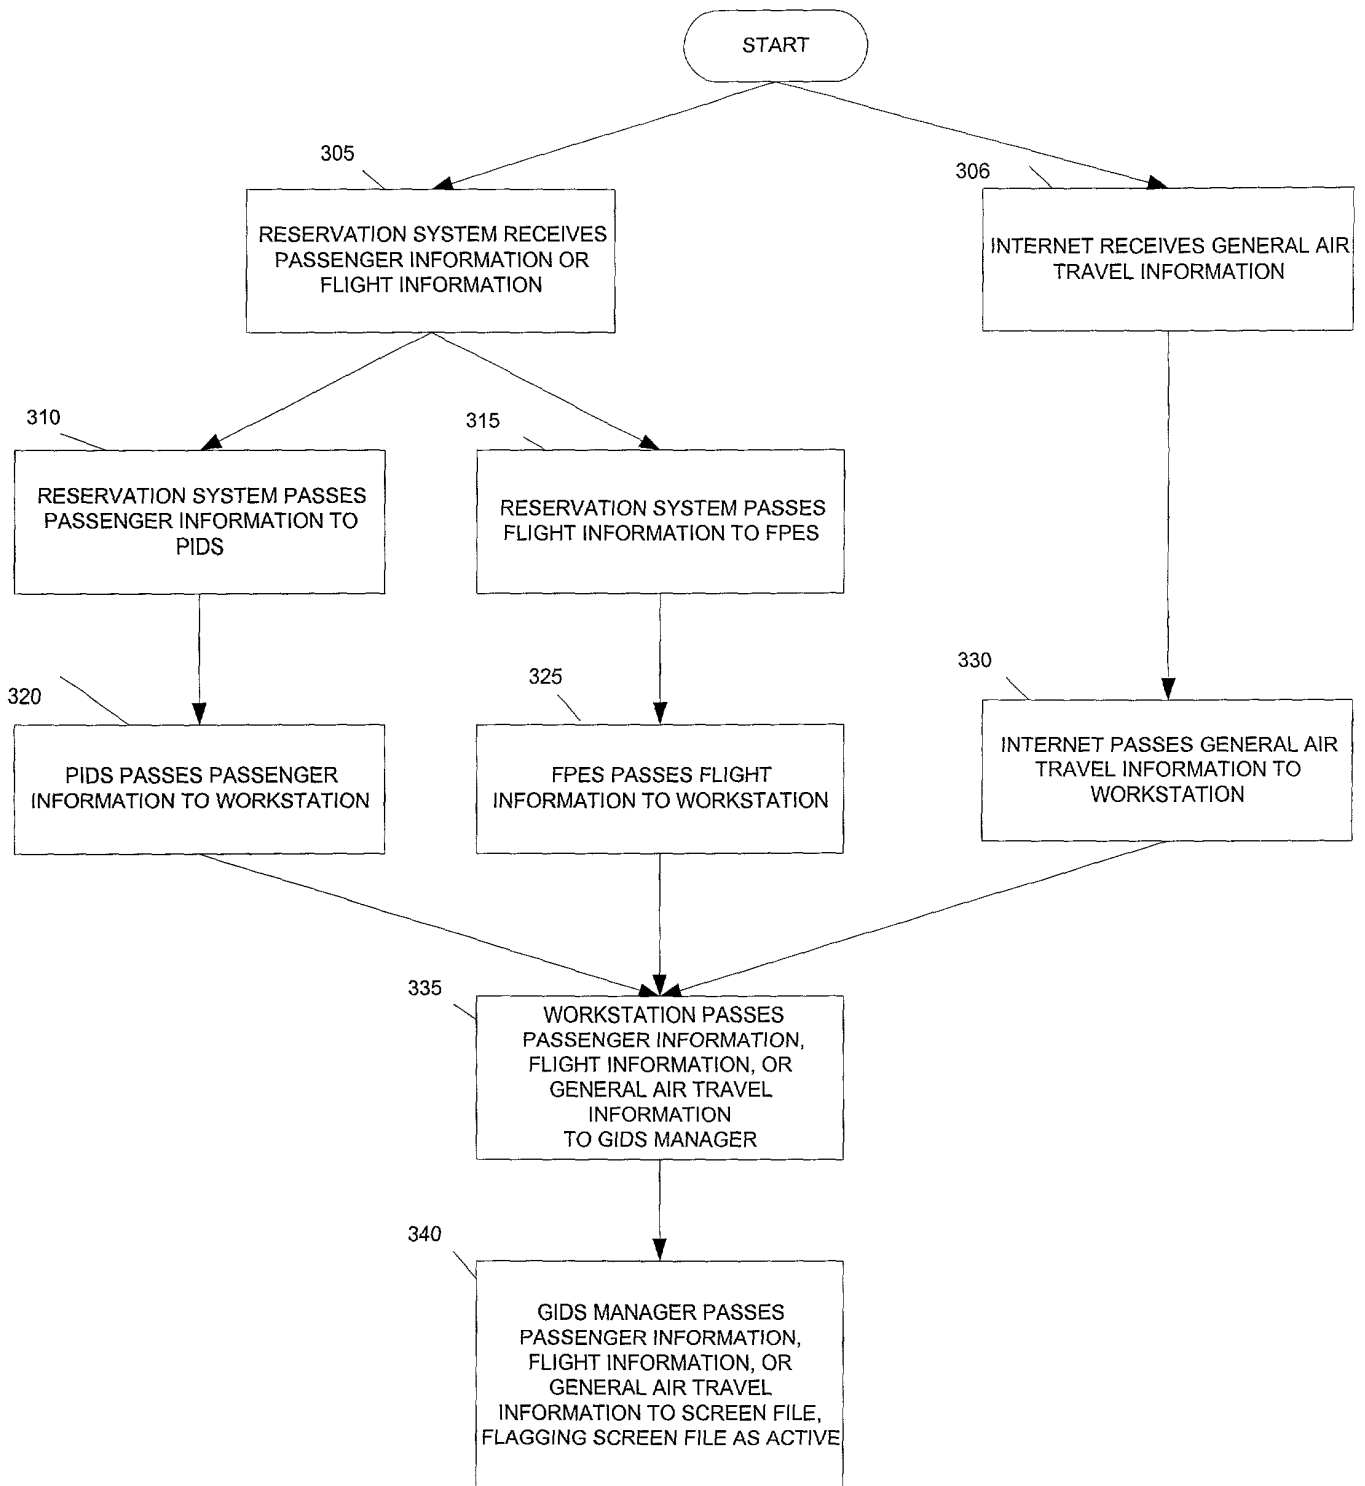 START
305
RESERVATION SYSTEM RECEIVES
PASSENGER INFORMATION OR
FLIGHT INFORMATION
306
INTERNET RECEIVES GENERAL AIR
TRAVEL INFORMATION
310
RESERVATION SYSTEM PASSES
PASSENGER INFORMATION TO
PIDS
315
RESERVATION SYSTEM PASSES
FLIGHT INFORMATION TO FPES
320
PIDS PASSES PASSENGER
INFORMATION TO WORKSTATION
325
FPES PASSES FLIGHT
INFORMATION TO WORKSTATION
330
INTERNET PASSES GENERAL AIR
TRAVEL INFORMATION TO
WORKSTATION
335
WORKSTATION PASSES
PASSENGER INFORMATION,
FLIGHT INFORMATION, OR
GENERAL AIR TRAVEL
INFORMATION
TO GIDS MANAGER
340
GIDS MANAGER PASSES
PASSENGER INFORMATION,
FLIGHT INFORMATION, OR
GENERAL AIR TRAVEL
INFORMATION TO SCREEN FILE,
FLAGGING SCREEN FILE AS ACTIVE